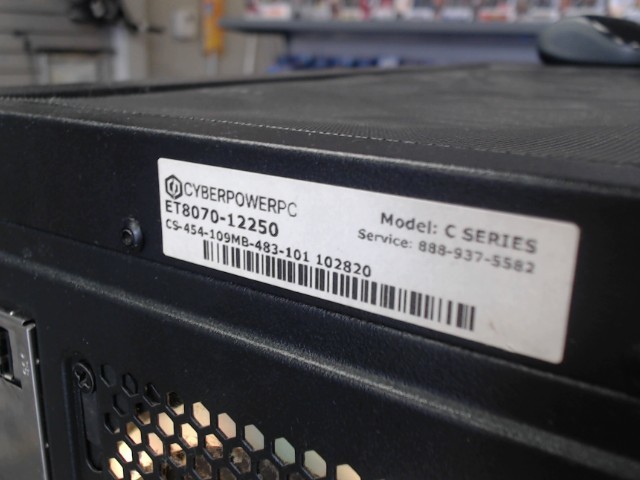 CYBERPOWERPC
ET8070-12250
CS-454-109MB-483-101 102820
Model: C SERIES
Service: 888-937-5582